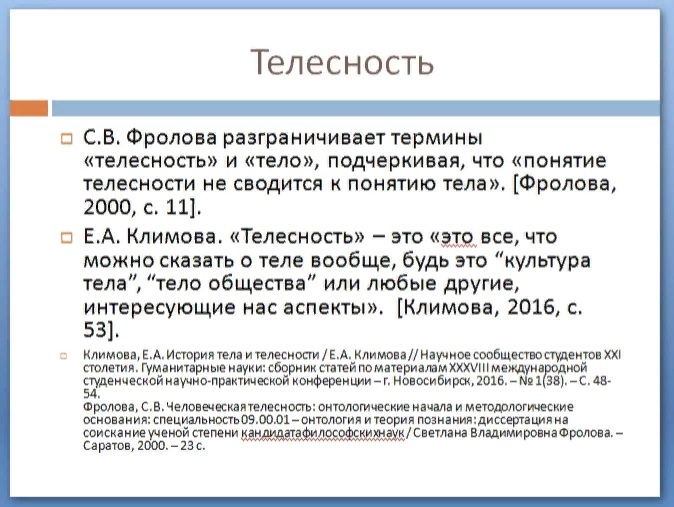 Телесность
С.В. Фролова разграничивает термины
«телесность» и «тело», подчеркивая, что «понятие
телесности не сводится к понятию тела». [Фролова,
2000, с. 11].
Е.А. Климова. «Телесность» – это «это все, что
можно сказать о теле вообще, будь это “культура
тела”, “тело общества” или любые другие,
интересующие нас аспекты». [Климова, 2016, с.
53].
Климова, Е.А. История тела и телесности / Е.А. Климова // Научное сообщество студентов XXI
столетия. Гуманитарные науки: сборник статей по материалам XXXVIII международной
студенческой научно-практической конференции – г. Новосибирск, 2016. – № 1(38). – С. 48-
54.
Фролова, С.В. Человеческая телесность: онтологические начала и методологические
основания: специальность 09.00.01 – онтология и теория познания: диссертация на
соискание ученой степени кандидатафилософскихнаук / Светлана Владимировна Фролова. –
Саратов, 2000. – 23 с.